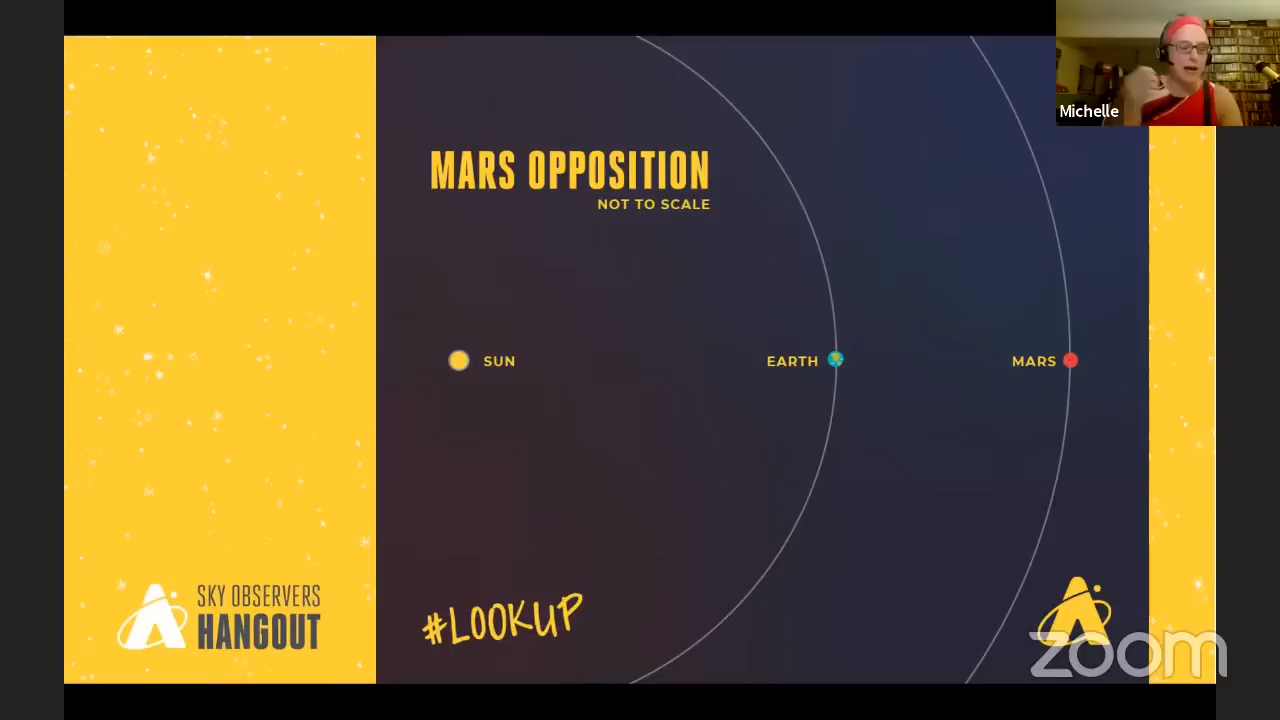 Michelle
MARS OPPOSITION
NOT TO SCALE
SUN
EARTH
MARS
SKY OBSERVERS
HANGOUT
#LOOKUP
zoom